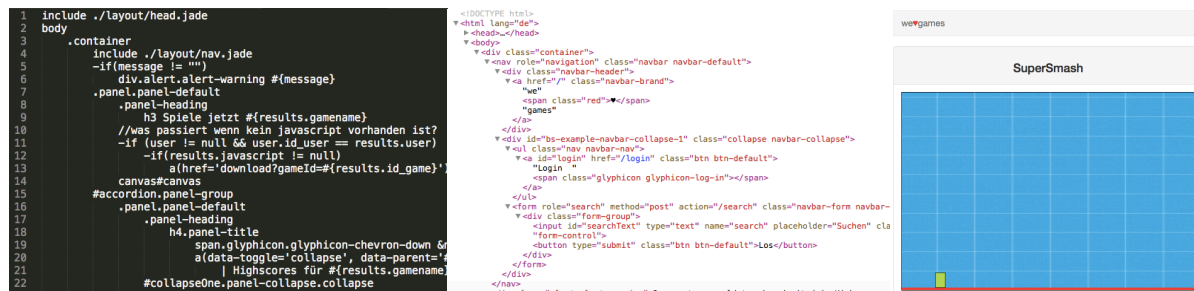 1 include ./layout/head.jade
2 body
3 .container
4 include ./layout/nav.jade
5 -if(message != "")
6 div.alert.alert-warning #{message}
7 .panel.panel-default
8 .panel-heading
9 h3 Spiele jetzt #{results.gamename}
10 //was passiert wenn kein javascript vorhanden ist?
11 -if (user != null && user.id_user == results.user)
12 -if(results.javascript != null)
13 a(href='download?gameId=#{results.id_game}')
14 canvas#canvas
15 #accordion.panel-group
16 .panel.panel-default
17 .panel-heading
18 h4.panel-title
19 span.glyphicon.glyphicon-chevron-down &n
20 a(data-toggle='collapse', data-parent='#
21 | Highscores für #{results.gamename}
22 #collapseOne.panel-collapse.collapse
<!DOCTYPE html>
▼<html lang="de">
▶<head>…</head>
▼<body>
▼<div class="container">
▼<nav role="navigation" class="navbar navbar-default">
▼<div class="navbar-header">
▼<a href="/" class="navbar-brand">
"we"
<span class="red">♥</span>
"games"
</a>
</div>
▼<div id="bs-example-navbar-collapse-1" class="collapse navbar-collapse">
▼<ul class="nav navbar-nav">
▼<a id="login" href="/login" class="btn btn-default">
"Login "
<span class="glyphicon glyphicon-log-in"></span>
</a>
</ul>
▼<form role="search" method="post" action="/search" class="navbar-form navbar-
▼<div class="form-group">
<input id="searchText" type="text" name="search" placeholder="Suchen" cla
"form-control">
<button type="submit" class="btn btn-default">Los</button>
</div>
</form>
</div>
</nav>
we♥games
SuperSmash